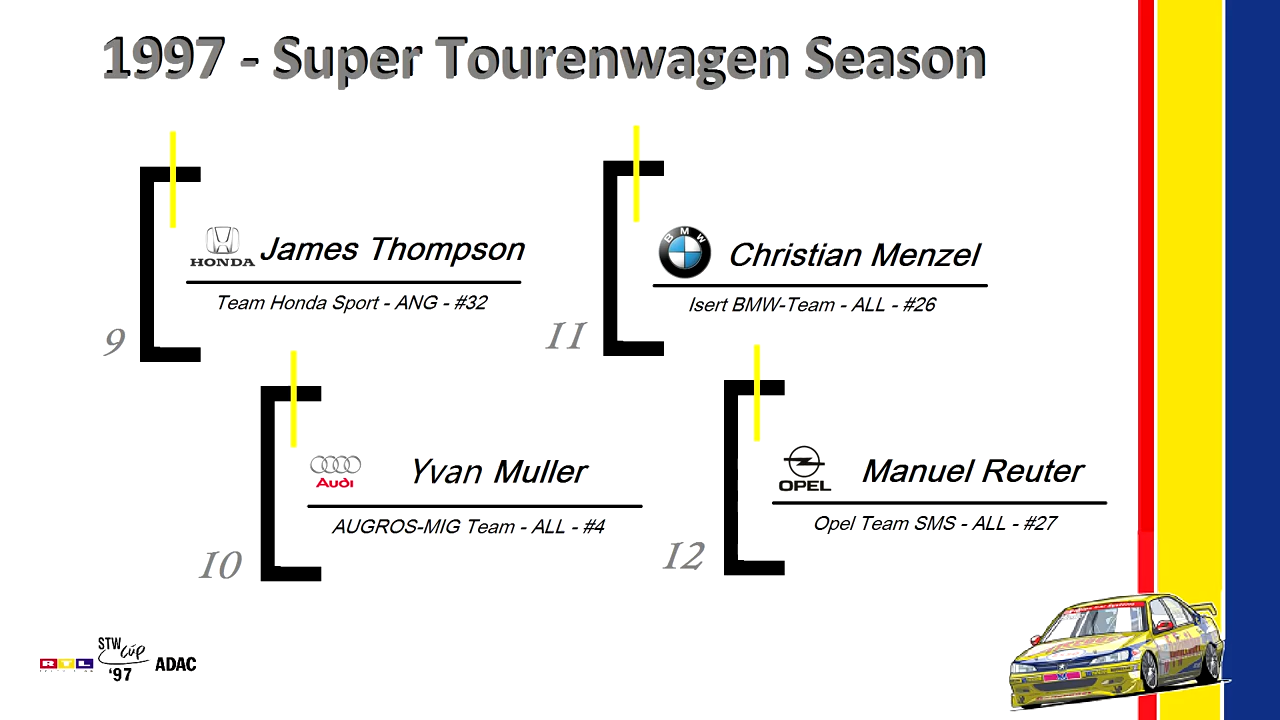 1997 - Super Tourenwagen Season
HONDA
James Thompson
Team Honda Sport - ANG - #32
9
BMW
Christian Menzel
Isert BMW-Team - ALL - #26
11
Audi
Yvan Muller
AUGROS-MIG Team - ALL - #4
10
OPEL
Manuel Reuter
Opel Team SMS - ALL - #27
12
RTL
STW
Cup
'97
ADAC